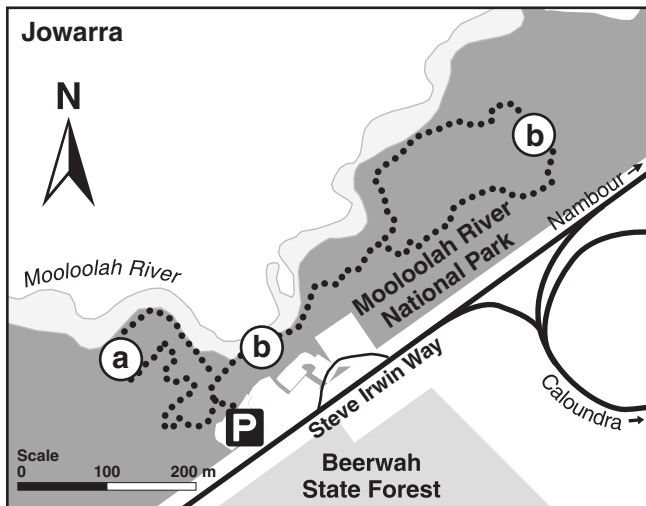 Jowarra
N
Mooloolah River
a
b
b
Mooloolah River
National Park
Nambour →
Steve Irwin Way
Caloundra →
P
Beerwah
State Forest
Scale
0 100 200 m